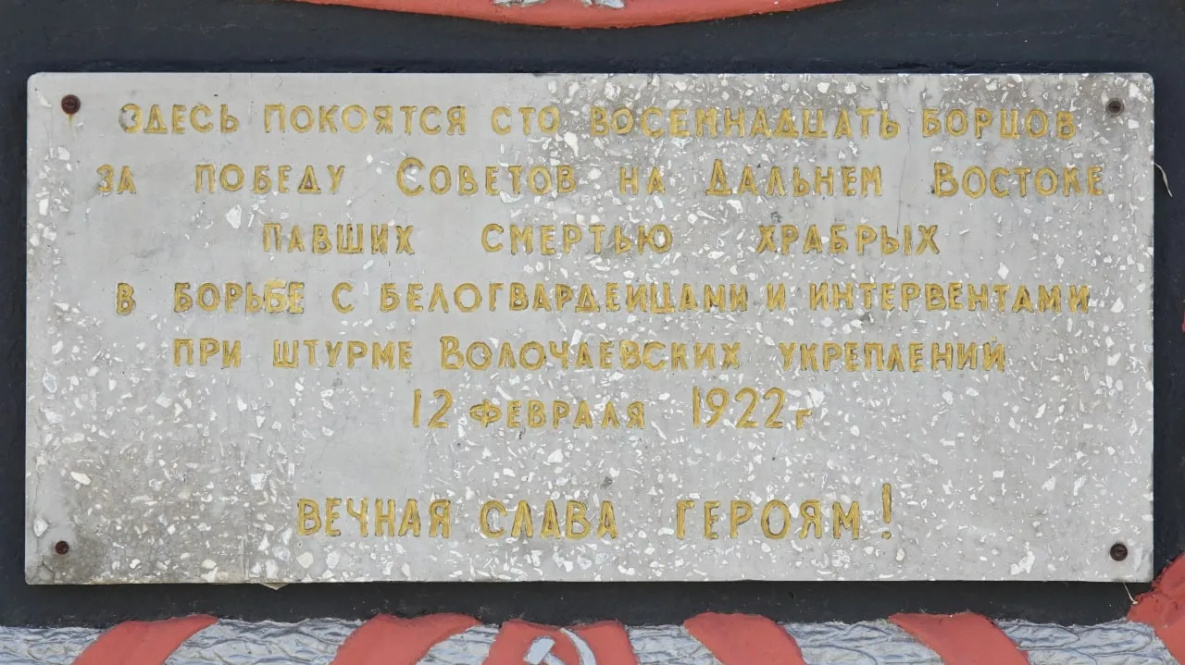 Здесь покоятся сто восемнадцать борцов
за победу Советов на Дальнем Востоке
павших смертью храбрых
в борьбе с белогвардейцами и интервентами
при штурме Волочаевских укреплений
12 февраля 1922г
Вечная слава героям!